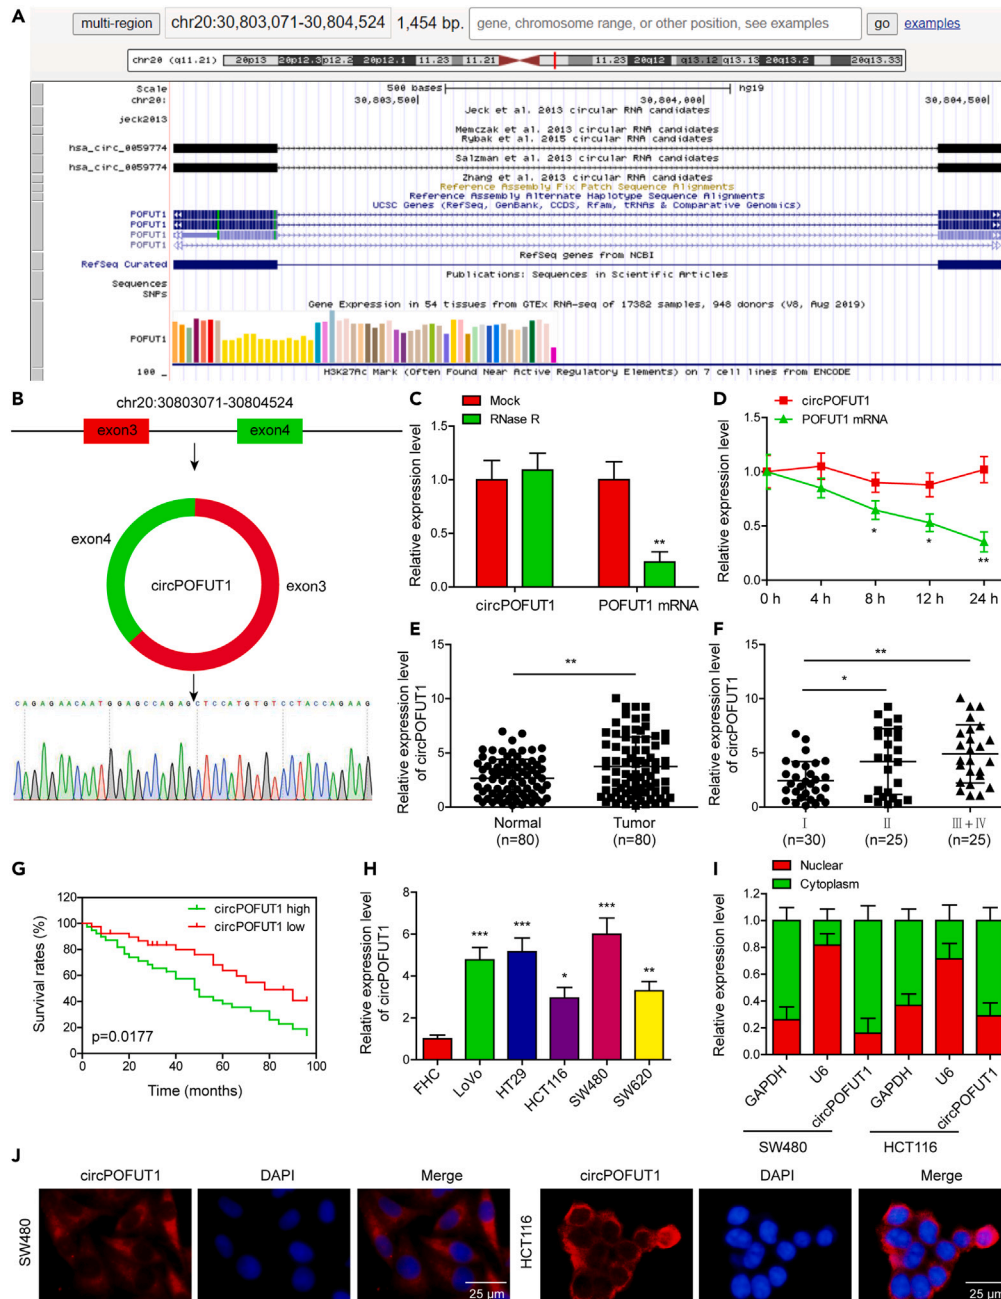 A
multi-region
chr20:30,803,071-30,804,524
1,454 bp.
gene, chromosome range, or other position, see examples
go
examples
chr20 (q11.21)
20p13
20p12.3
p12.2
20p12.1
11.23
11.21
11.23
20q12
q13.12
q13.13
20q13.2
20q13.33
Scale
500 bases
hg19
chr20:
30,803,500
30,804,000
30,804,500
Jeck et al. 2013 circular RNA candidates
jeck2013
Memczak et al. 2013 circular RNA candidates
Rybak et al. 2015 circular RNA candidates
hsa_circ_0059774
Salzman et al. 2013 circular RNA candidates
hsa_circ_0059774
Zhang et al. 2013 circular RNA candidates
Reference Assembly Fix Patch Sequence Alignments
Reference Assembly Alternate Haplotype Sequence Alignments
UCSC Genes (RefSeq, GenBank, CCDS, Rfam, tRNAs & Comparative Genomics)
POFUT1
POFUT1
POFUT1
POFUT1
RefSeq genes from NCBI
RefSeq Curated
Publications: Sequences in Scientific Articles
Sequences
SNPs
Gene Expression in 54 tissues from GTEx RNA-seq of 17382 samples, 948 donors (V8, Aug 2019)
POFUT1
H3K27Ac Mark (Often Found Near Active Regulatory Elements) on 7 cell lines from ENCODE
100 _
B
chr20:30803071-30804524
exon3
exon4
exon4
circPOFUT1
exon3
C A G A G A A C A A T G G A G C C A G A G C T C C A T G T G T C C T A C C A G A A G
C
Mock
RNase R
Relative expression level
1.5
1.0
0.5
0.0
**
circPOFUT1
POFUT1 mRNA
D
circPOFUT1
POFUT1 mRNA
Relative expression level
1.5
1.0
0.5
0.0
*
*
**
0 h
4 h
8 h
12 h
24 h
E
Relative expression level
of circPOFUT1
15
10
5
0
**
Normal
(n=80)
Tumor
(n=80)
F
Relative expression level
of circPOFUT1
15
10
5
0
**
*
I
(n=30)
II
(n=25)
III + IV
(n=25)
G
Survival rates (%)
120
100
80
60
40
20
0
circPOFUT1 high
circPOFUT1 low
p=0.0177
0
20
40
60
80
100
Time (months)
H
Relative expression level
of circPOFUT1
8
6
4
2
0
***
***
*
***
**
FHC
LoVo
HT29
HCT116
SW480
SW620
I
Nuclear
Cytoplasm
Relative expression level
1.2
1.0
0.8
0.6
0.4
0.2
0.0
GAPDH
U6
circPOFUT1
GAPDH
U6
circPOFUT1
SW480
HCT116
J
circPOFUT1
DAPI
Merge
circPOFUT1
DAPI
Merge
SW480
25 µm
HCT116
25 µm